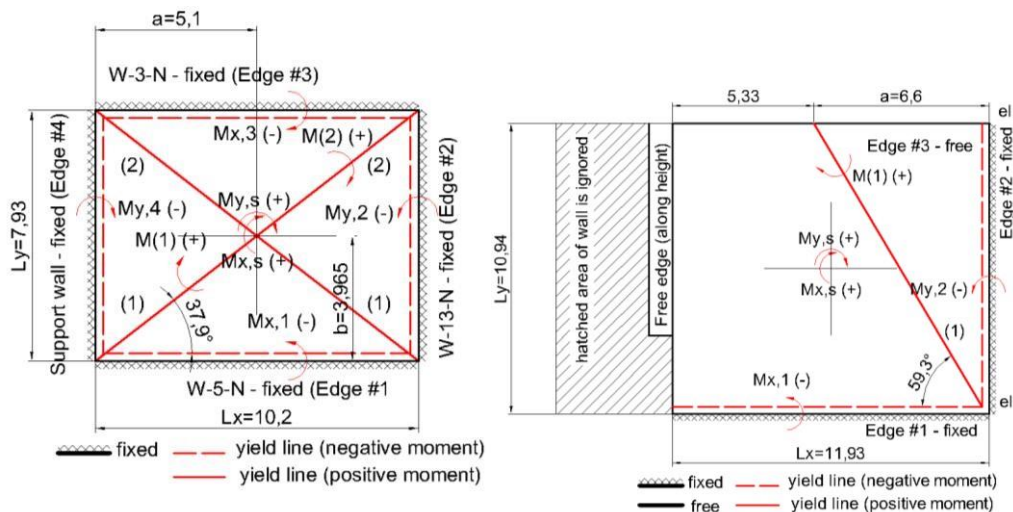 a=5,1
W-3-N - fixed (Edge #3)
Mx,3 (-)
M(2) (+)
(2)
(2)
My,s (+)
My,4 (-)
My,2 (-)
M(1) (+)
Mx,s (+)
(1)
(1)
37,9°
b=3,965
Mx,1 (-)
Ly=7,93
Support wall - fixed (Edge #4)
W-13-N - fixed (Edge #2)
W-5-N - fixed (Edge #1
Lx=10,2
fixed
yield line (negative moment)
yield line (positive moment)
5,33
a=6,6
el
Edge #3 - free
M(1) (+)
Edge #2 - fixed
Ly=10,94
hatched area of wall is ignored
Free edge (along height)
My,s (+)
Mx,s (+)
My,2 (-)
(1)
59,3°
Mx,1 (-)
el
Edge #1 - fixed
Lx=11,93
fixed
yield line (negative moment)
free
yield line (positive moment)